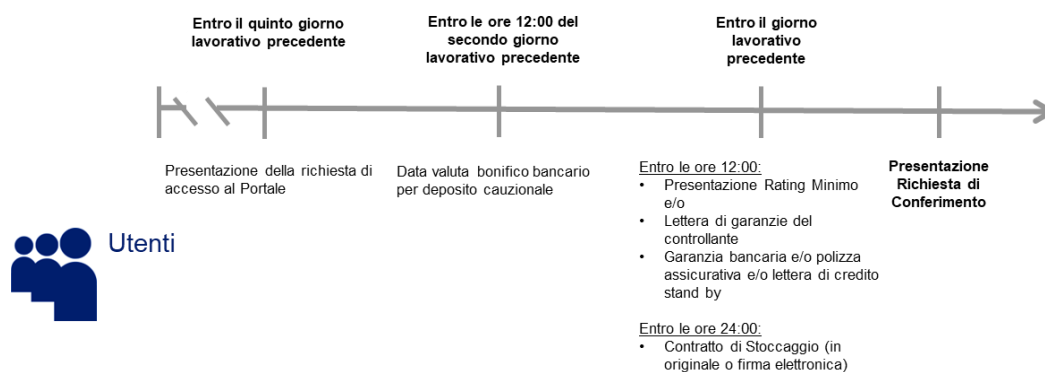 Entro il quinto giorno
lavorativo precedente
Entro le ore 12:00 del
secondo giorno
lavorativo precedente
Entro il giorno
lavorativo
precedente
Presentazione della richiesta di
accesso al Portale
Data valuta bonifico bancario
per deposito cauzionale
Entro le ore 12:00:
• Presentazione Rating Minimo
e/o
• Lettera di garanzie del
controllante
• Garanzia bancaria e/o polizza
assicurativa e/o lettera di credito
stand by
Entro le ore 24:00:
• Contratto di Stoccaggio (in
originale o firma elettronica)
Presentazione
Richiesta di
Conferimento
Utenti